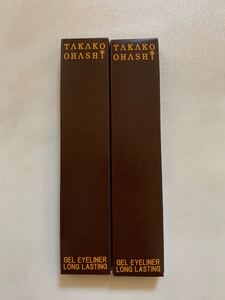 TAKAKO
OHASHI
GEL EYELINER
LONG LASTING
TAKAKO
OHASHI
GEL EYELINER
LONG LASTING